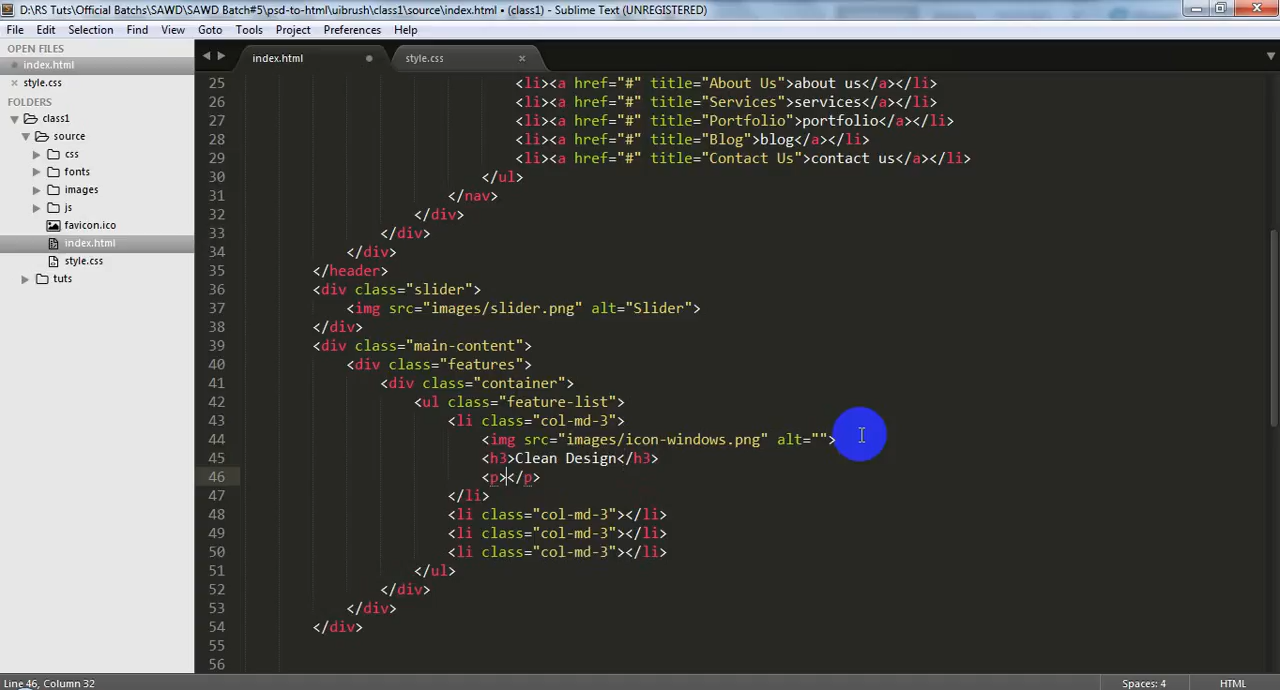 D:\RS Tuts\Official Batchs\SAWD\SAWD Batch#5\psd-to-html\uibrush\class1\source\index.html • (class1) - Sublime Text (UNREGISTERED)
File Edit Selection Find View Goto Tools Project Preferences Help
OPEN FILES
index.html
style.css
FOLDERS
class1
source
css
fonts
images
js
favicon.ico
index.html
style.css
tuts
index.html style.css
25 <li><a href="#" title="About Us">about us</a></li>
26 <li><a href="#" title="Services">services</a></li>
27 <li><a href="#" title="Portfolio">portfolio</a></li>
28 <li><a href="#" title="Blog">blog</a></li>
29 <li><a href="#" title="Contact Us">contact us</a></li>
30 </ul>
31 </nav>
32 </div>
33 </div>
34 </div>
35 </header>
36 <div class="slider">
37 <img src="images/slider.png" alt="Slider">
38 </div>
39 <div class="main-content">
40 <div class="features">
41 <div class="container">
42 <ul class="feature-list">
43 <li class="col-md-3">
44 <img src="images/icon-windows.png" alt="">
45 <h3>Clean Design</h3>
46 <p></p>
47 </li>
48 <li class="col-md-3"></li>
49 <li class="col-md-3"></li>
50 <li class="col-md-3"></li>
51 </ul>
52 </div>
53 </div>
54 </div>
55
56
Line 46, Column 32 Spaces: 4 HTML